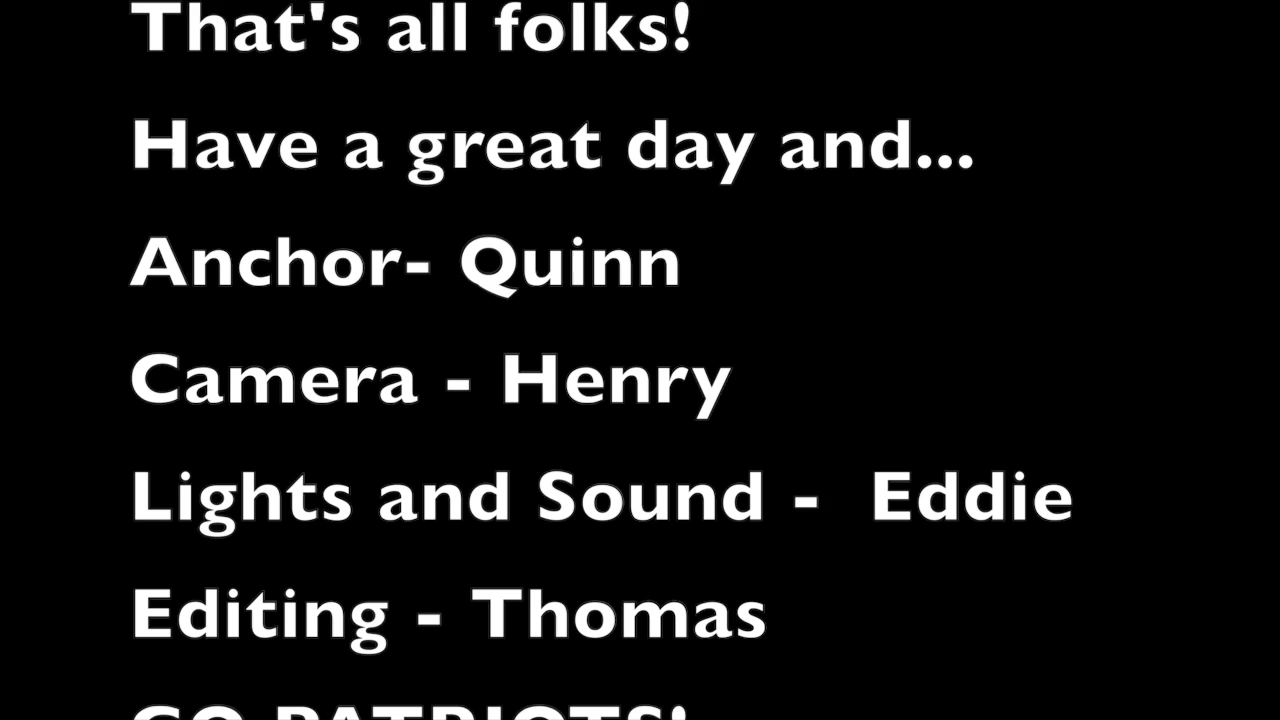 That's all folks!
Have a great day and...
Anchor- Quinn
Camera - Henry
Lights and Sound -  Eddie
Editing - Thomas
GO PATRIOTS!